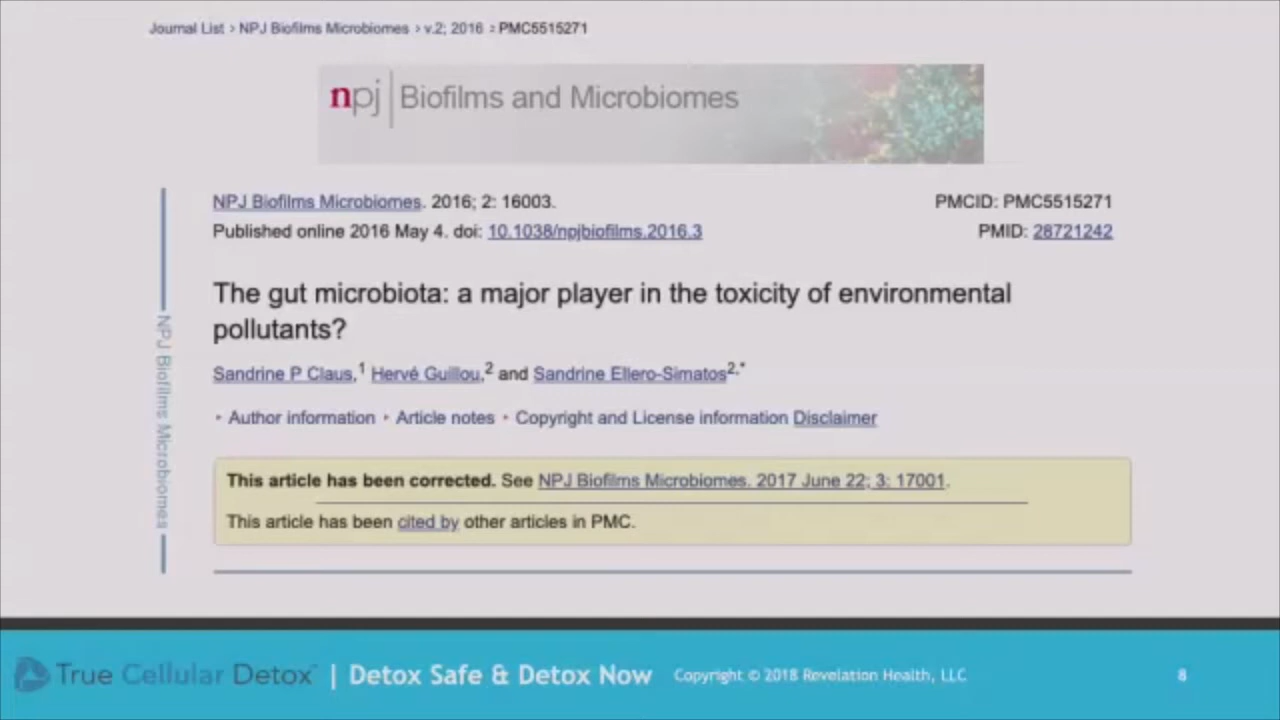 Journal List > NPJ Biofilms Microbiomes > v.2; 2016 > PMC5515271
npj | Biofilms and Microbiomes
NPJ Biofilms Microbiomes. 2016; 2: 16003.
PMCID: PMC5515271
Published online 2016 May 4. doi: 10.1038/npjbiofilms.2016.3
PMID: 28721242
The gut microbiota: a major player in the toxicity of environmental
pollutants?
Sandrine P Claus,1 Hervé Guillou,2 and Sandrine Ellero-Simatos2,*
NPJ Biofilms Microbiomes
• Author information • Article notes • Copyright and License information Disclaimer
This article has been corrected. See NPJ Biofilms Microbiomes. 2017 June 22; 3: 17001.
This article has been cited by other articles in PMC.
True Cellular Detox™ | Detox Safe & Detox Now Copyright © 2018 Revelation Health, LLC 8